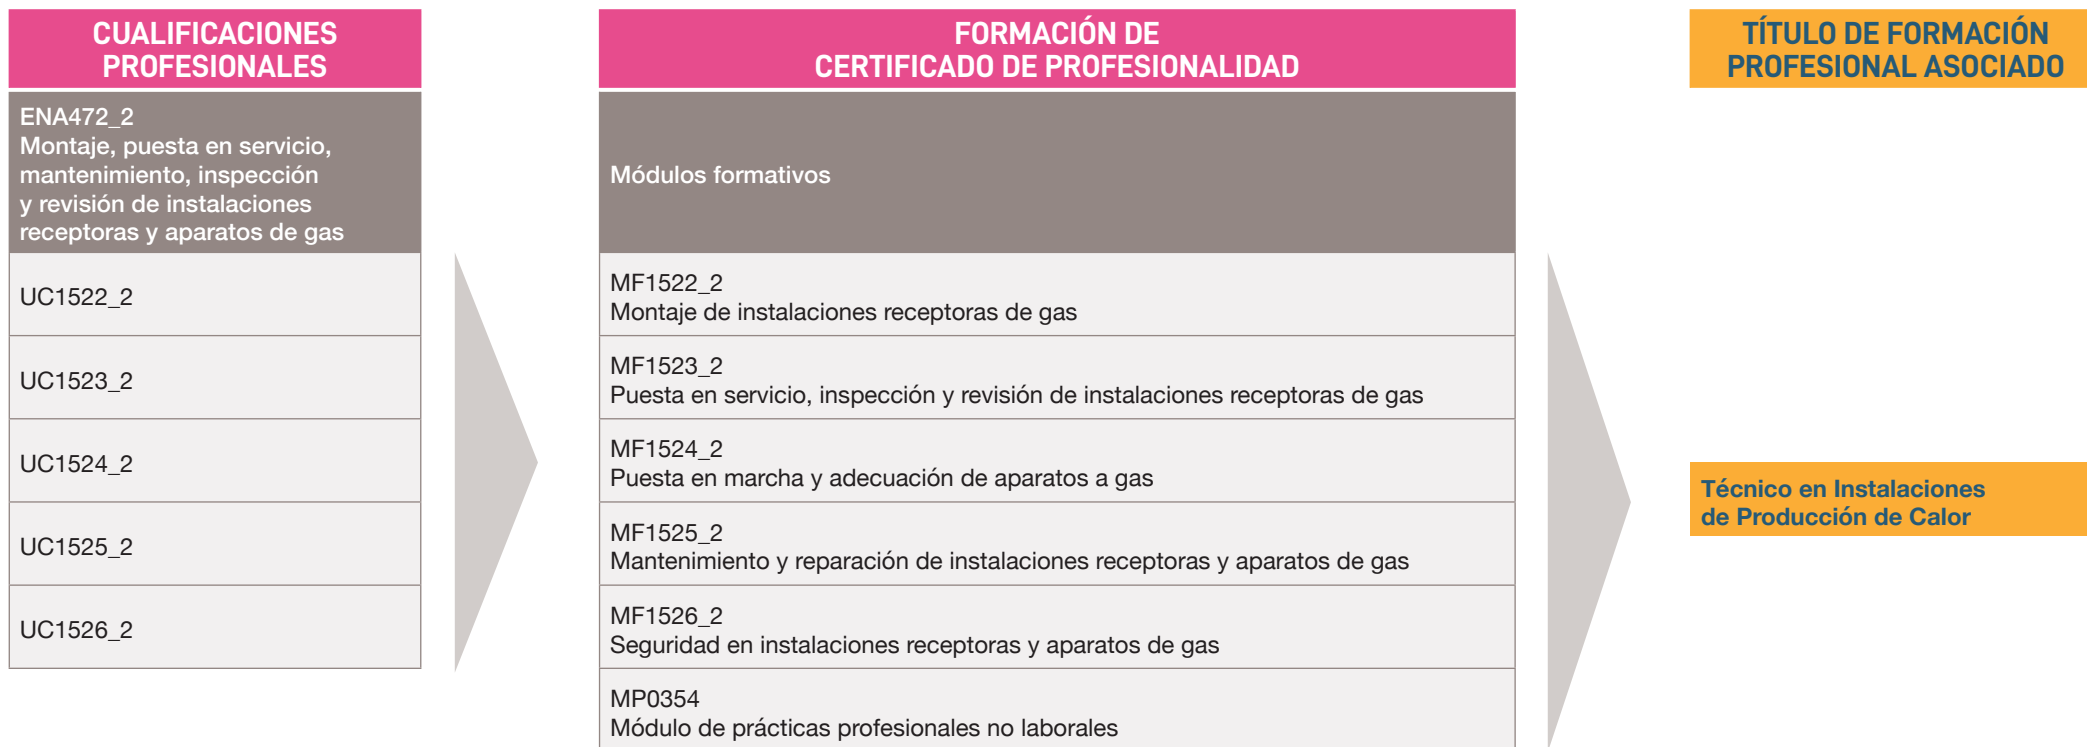 CUALIFICACIONES
PROFESIONALES
ENA472_2
Montaje, puesta en servicio,
mantenimiento, inspección
y revisión de instalaciones
receptoras y aparatos de gas
UC1522_2
UC1523_2
UC1524_2
UC1525_2
UC1526_2
FORMACIÓN DE
CERTIFICADO DE PROFESIONALIDAD
Módulos formativos
MF1522_2
Montaje de instalaciones receptoras de gas
MF1523_2
Puesta en servicio, inspección y revisión de instalaciones receptoras de gas
MF1524_2
Puesta en marcha y adecuación de aparatos a gas
MF1525_2
Mantenimiento y reparación de instalaciones receptoras y aparatos de gas
MF1526_2
Seguridad en instalaciones receptoras y aparatos de gas
MP0354
Módulo de prácticas profesionales no laborales
TÍTULO DE FORMACIÓN
PROFESIONAL ASOCIADO
Técnico en Instalaciones
de Producción de Calor